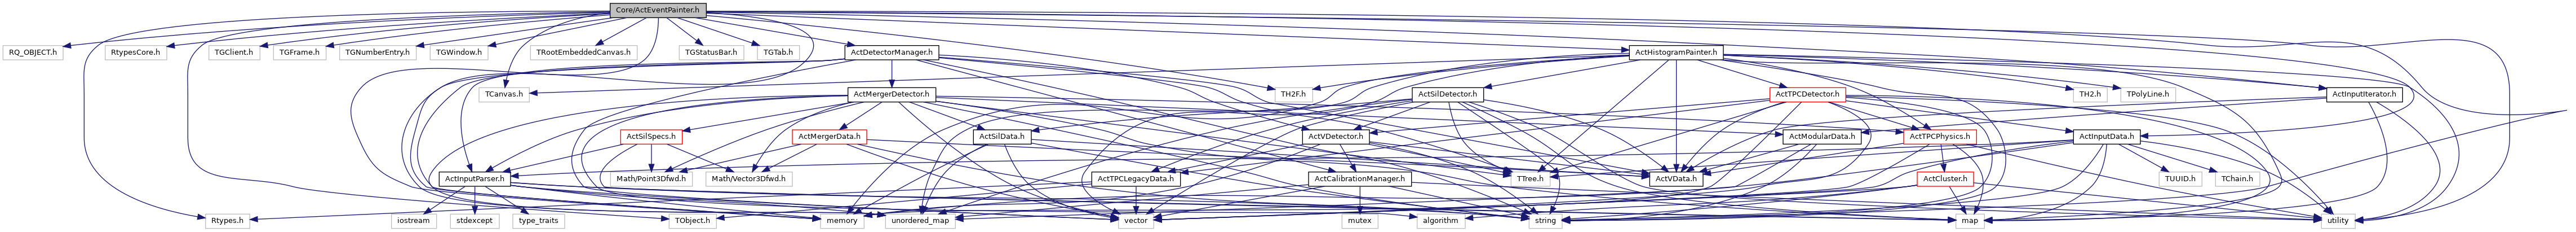 Core/ActEventPainter.h
RQ_OBJECT.h
RtypesCore.h
TGClient.h
TGFrame.h
TGNumberEntry.h
TGWindow.h
TRootEmbeddedCanvas.h
TGStatusBar.h
TGTab.h
ActDetectorManager.h
ActHistogramPainter.h
TCanvas.h
ActMergerDetector.h
TH2F.h
ActSilDetector.h
ActTPCDetector.h
TH2.h
TPolyLine.h
ActInputIterator.h
ActSilSpecs.h
ActMergerData.h
ActSilData.h
ActVDetector.h
ActModularData.h
ActTPCPhysics.h
ActInputData.h
ActInputParser.h
Math/Point3Dfwd.h
Math/Vector3Dfwd.h
ActTPCLegacyData.h
ActCalibrationManager.h
TTree.h
ActVData.h
ActCluster.h
TUUID.h
TChain.h
Rtypes.h
iostream
stdexcept
type_traits
TObject.h
memory
unordered_map
vector
mutex
algorithm
string
map
utility